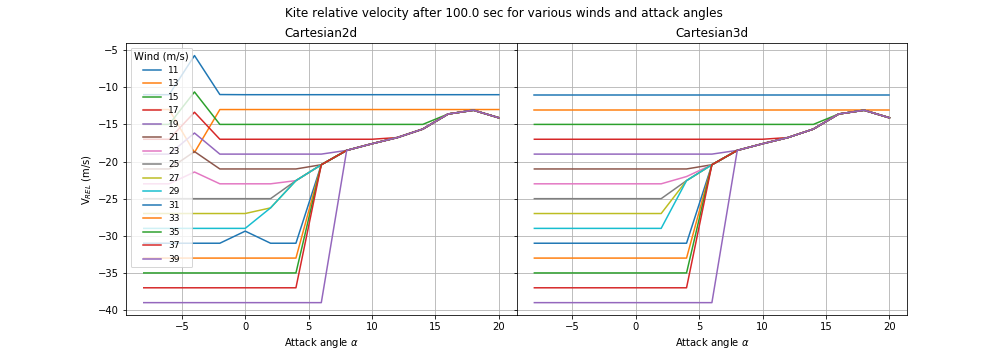 Kite relative velocity after 100.0 sec for various winds and attack angles
Cartesian2d
Cartesian3d
Wind (m/s)
11
13
15
17
19
21
23
25
27
29
31
33
35
37
39
V_REL (m/s)
−5
−10
−15
−20
−25
−30
−35
−40
−5 0 5 10 15 20
−5 0 5 10 15 20
Attack angle α
Attack angle α